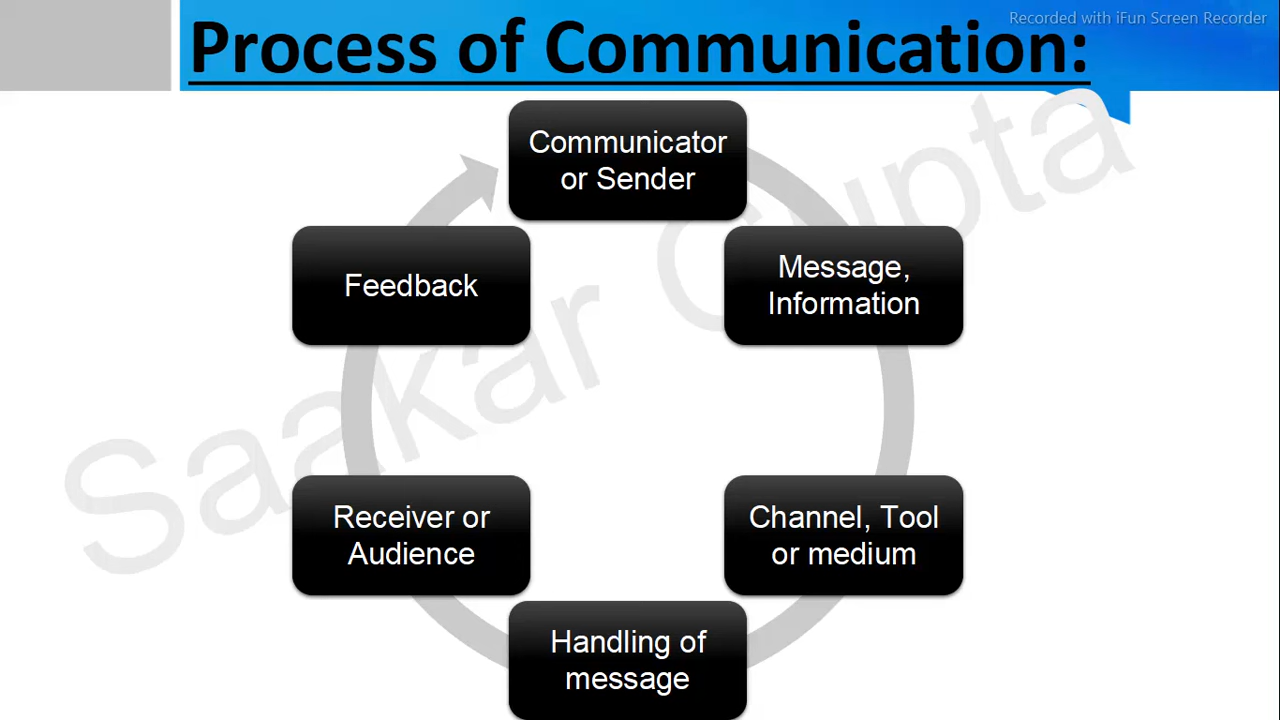 Recorded with iFun Screen Recorder
Process of Communication:
Communicator
or Sender
Message,
Information
Channel, Tool
or medium
Handling of
message
Receiver or
Audience
Feedback
Saakar Gupta